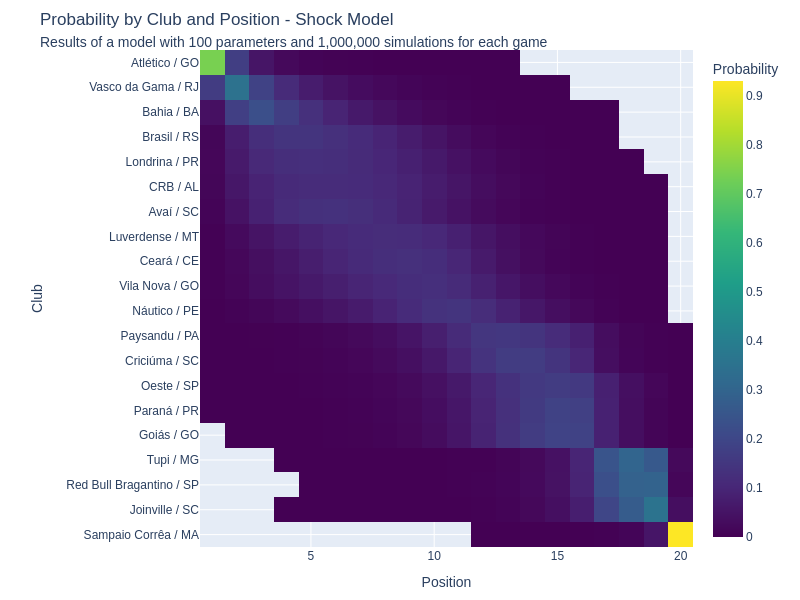 Probability by Club and Position - Shock Model
Results of a model with 100 parameters and 1,000,000 simulations for each game
Probability
Club
Atlético / GO
Vasco da Gama / RJ
Bahia / BA
Brasil / RS
Londrina / PR
CRB / AL
Avaí / SC
Luverdense / MT
Ceará / CE
Vila Nova / GO
Náutico / PE
Paysandu / PA
Criciúma / SC
Oeste / SP
Paraná / PR
Goiás / GO
Tupi / MG
Red Bull Bragantino / SP
Joinville / SC
Sampaio Corrêa / MA
0.9
0.8
0.7
0.6
0.5
0.4
0.3
0.2
0.1
0
5
10
15
20
Position